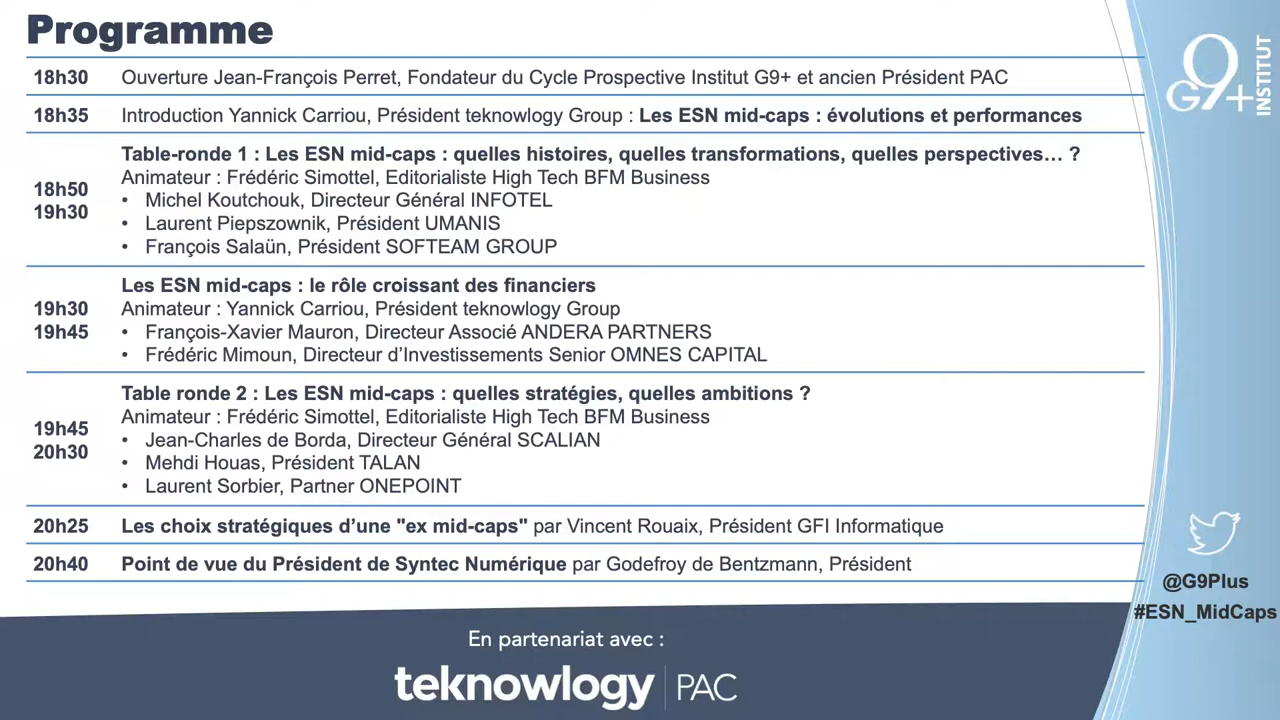 Programme
18h30 Ouverture Jean-François Perret, Fondateur du Cycle Prospective Institut G9+ et ancien Président PAC
18h35 Introduction Yannick Carriou, Président teknowlogy Group : Les ESN mid-caps : évolutions et performances
18h50
19h30
Table-ronde 1 : Les ESN mid-caps : quelles histoires, quelles transformations, quelles perspectives… ?
Animateur : Frédéric Simottel, Editorialiste High Tech BFM Business
• Michel Koutchouk, Directeur Général INFOTEL
• Laurent Piepszownik, Président UMANIS
• François Salaün, Président SOFTEAM GROUP
19h30
19h45
Les ESN mid-caps : le rôle croissant des financiers
Animateur : Yannick Carriou, Président teknowlogy Group
• François-Xavier Mauron, Directeur Associé ANDERA PARTNERS
• Frédéric Mimoun, Directeur d’Investissements Senior OMNES CAPITAL
19h45
20h30
Table ronde 2 : Les ESN mid-caps : quelles stratégies, quelles ambitions ?
Animateur : Frédéric Simottel, Editorialiste High Tech BFM Business
• Jean-Charles de Borda, Directeur Général SCALIAN
• Mehdi Houas, Président TALAN
• Laurent Sorbier, Partner ONEPOINT
20h25 Les choix stratégiques d’une "ex mid-caps" par Vincent Rouaix, Président GFI Informatique
20h40 Point de vue du Président de Syntec Numérique par Godefroy de Bentzmann, Président
G9+
INSTITUT
@G9Plus
#ESN_MidCaps
En partenariat avec :
teknowlogy | PAC